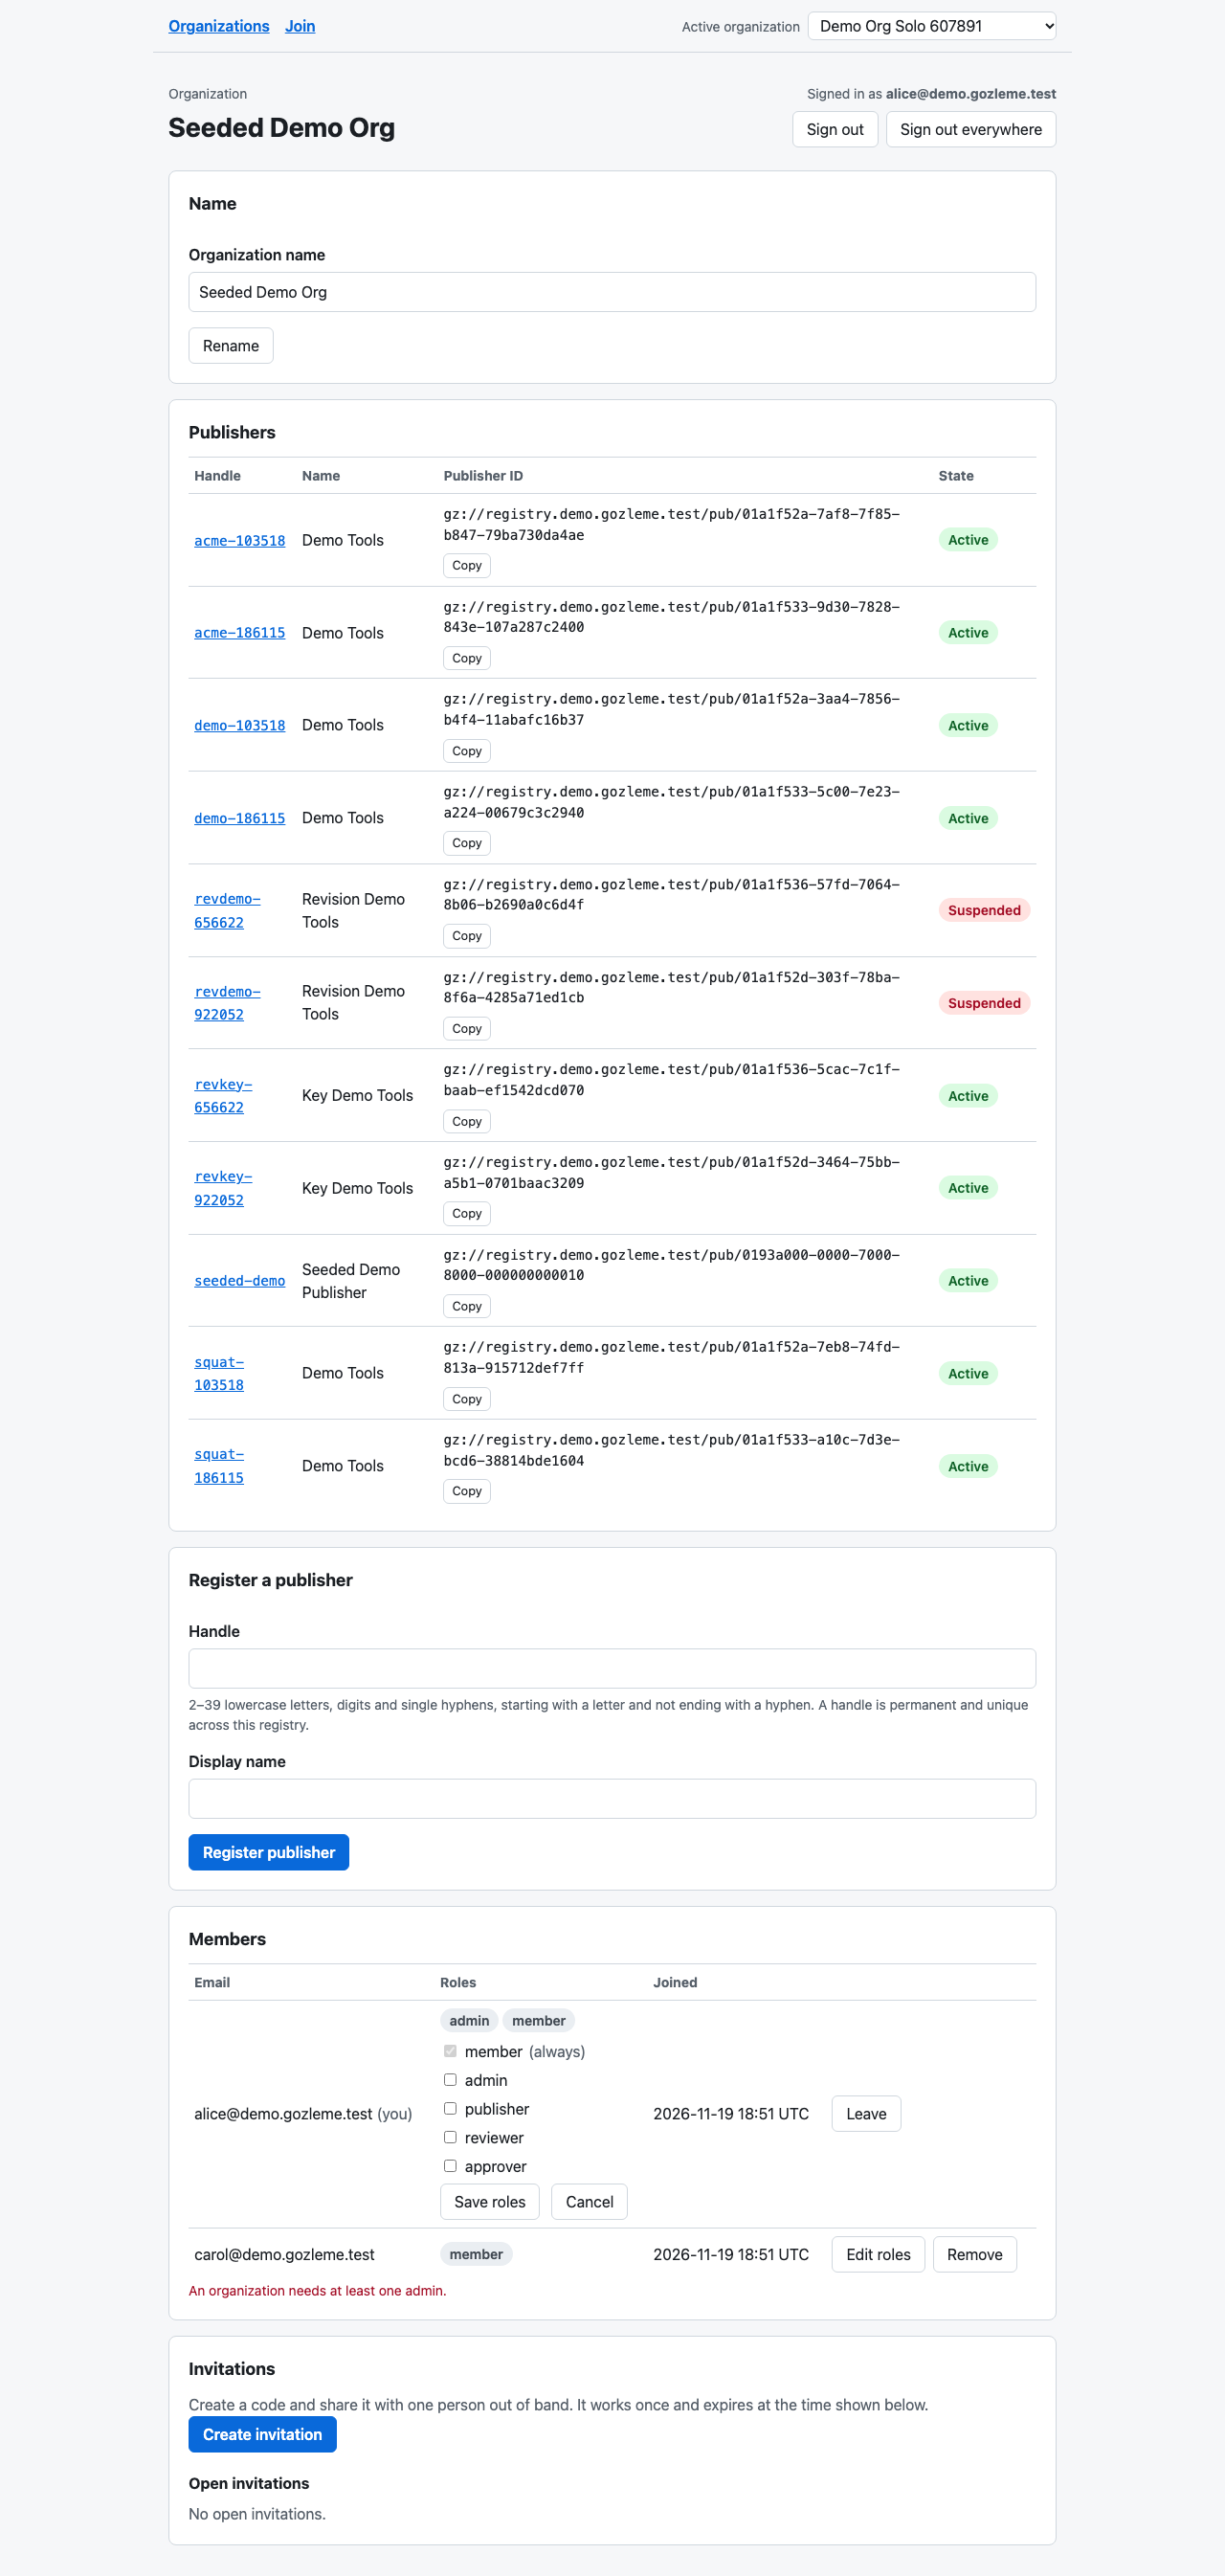 Organizations Join Active organization Demo Org Solo 607891
Organization
Signed in as alice@demo.gozleme.test
Seeded Demo Org
Sign out Sign out everywhere
Name
Organization name
Seeded Demo Org
Rename
Publishers
Handle Name Publisher ID State
acme-103518 Demo Tools
gz://registry.demo.gozleme.test/pub/01a1f52a-7af8-7f85-
b847-79ba730da4ae
Copy
Active
acme-186115 Demo Tools
gz://registry.demo.gozleme.test/pub/01a1f533-9d30-7828-
843e-107a287c2400
Copy
Active
demo-103518 Demo Tools
gz://registry.demo.gozleme.test/pub/01a1f52a-3aa4-7856-
b4f4-11abafc16b37
Copy
Active
demo-186115 Demo Tools
gz://registry.demo.gozleme.test/pub/01a1f533-5c00-7e23-
a224-00679c3c2940
Copy
Active
revdemo-
656622
Revision Demo
Tools
gz://registry.demo.gozleme.test/pub/01a1f536-57fd-7064-
8b06-b2690a0c6d4f
Copy
Suspended
revdemo-
922052
Revision Demo
Tools
gz://registry.demo.gozleme.test/pub/01a1f52d-303f-78ba-
8f6a-4285a71ed1cb
Copy
Suspended
revkey-
656622
Key Demo Tools
gz://registry.demo.gozleme.test/pub/01a1f536-5cac-7c1f-
baab-ef1542dcd070
Copy
Active
revkey-
922052
Key Demo Tools
gz://registry.demo.gozleme.test/pub/01a1f52d-3464-75bb-
a5b1-0701baac3209
Copy
Active
seeded-demo
Seeded Demo
Publisher
gz://registry.demo.gozleme.test/pub/0193a000-0000-7000-
8000-000000000010
Copy
Active
squat-
103518
Demo Tools
gz://registry.demo.gozleme.test/pub/01a1f52a-7eb8-74fd-
813a-915712def7ff
Copy
Active
squat-
186115
Demo Tools
gz://registry.demo.gozleme.test/pub/01a1f533-a10c-7d3e-
bcd6-38814bde1604
Copy
Active
Register a publisher
Handle
2–39 lowercase letters, digits and single hyphens, starting with a letter and not ending with a hyphen. A handle is permanent and unique
across this registry.
Display name
Register publisher
Members
Email Roles Joined
alice@demo.gozleme.test (you)
admin member
member (always)
admin
publisher
reviewer
approver
Save roles Cancel
2026-11-19 18:51 UTC Leave
carol@demo.gozleme.test member 2026-11-19 18:51 UTC Edit roles Remove
An organization needs at least one admin.
Invitations
Create a code and share it with one person out of band. It works once and expires at the time shown below.
Create invitation
Open invitations
No open invitations.